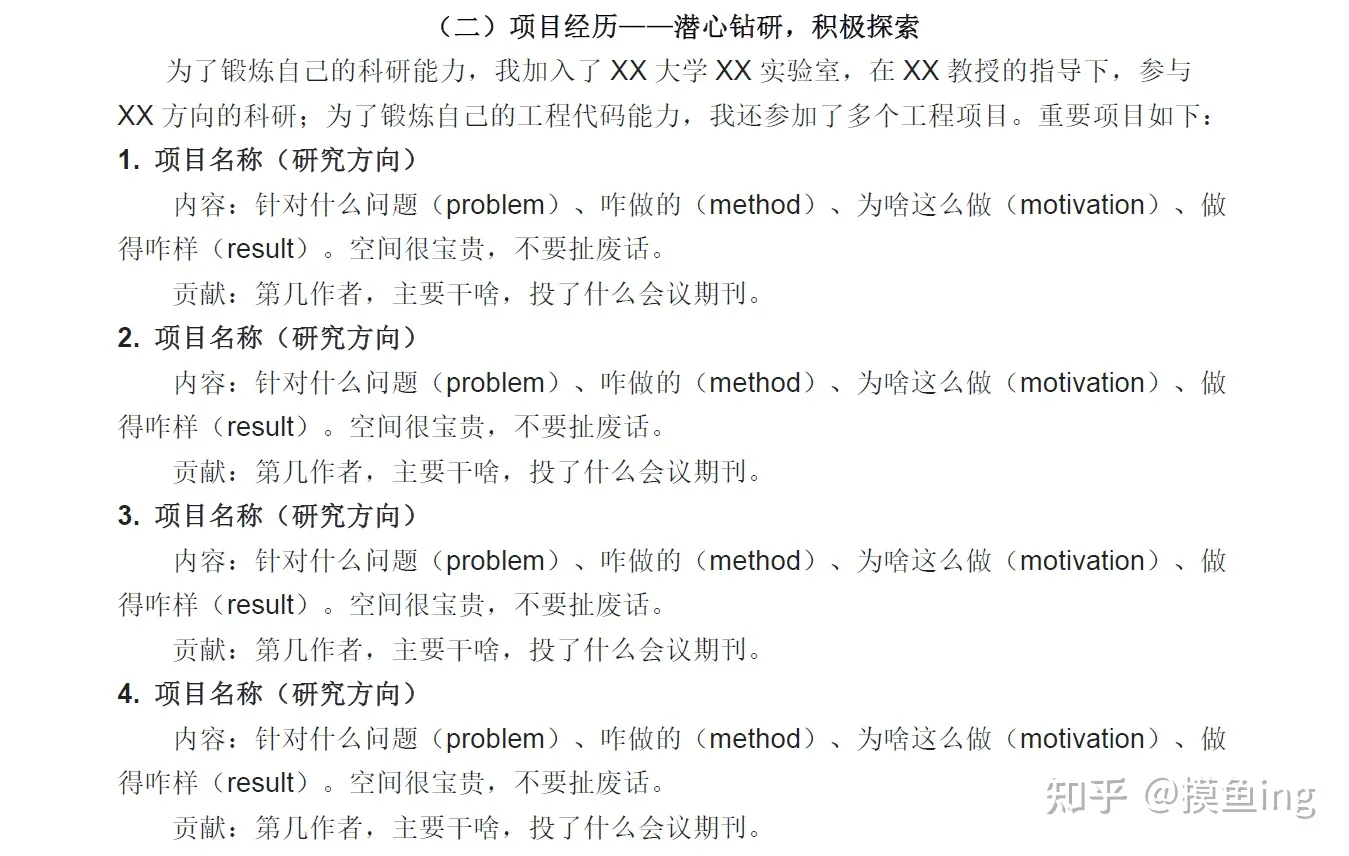 （二）项目经历——潜心钻研，积极探索
为了锻炼自己的科研能力，我加入了 XX 大学 XX 实验室，在 XX 教授的指导下，参与
XX 方向的科研；为了锻炼自己的工程代码能力，我还参加了多个工程项目。重要项目如下：
1. 项目名称（研究方向）
内容：针对什么问题（problem）、咋做的（method）、为啥这么做（motivation）、做
得咋样（result）。空间很宝贵，不要扯废话。
贡献：第几作者，主要干啥，投了什么会议期刊。
2. 项目名称（研究方向）
内容：针对什么问题（problem）、咋做的（method）、为啥这么做（motivation）、做
得咋样（result）。空间很宝贵，不要扯废话。
贡献：第几作者，主要干啥，投了什么会议期刊。
3. 项目名称（研究方向）
内容：针对什么问题（problem）、咋做的（method）、为啥这么做（motivation）、做
得咋样（result）。空间很宝贵，不要扯废话。
贡献：第几作者，主要干啥，投了什么会议期刊。
4. 项目名称（研究方向）
内容：针对什么问题（problem）、咋做的（method）、为啥这么做（motivation）、做
得咋样（result）。空间很宝贵，不要扯废话。
贡献：第几作者，主要干啥，投了什么会议期刊。
知乎 @摸鱼ing